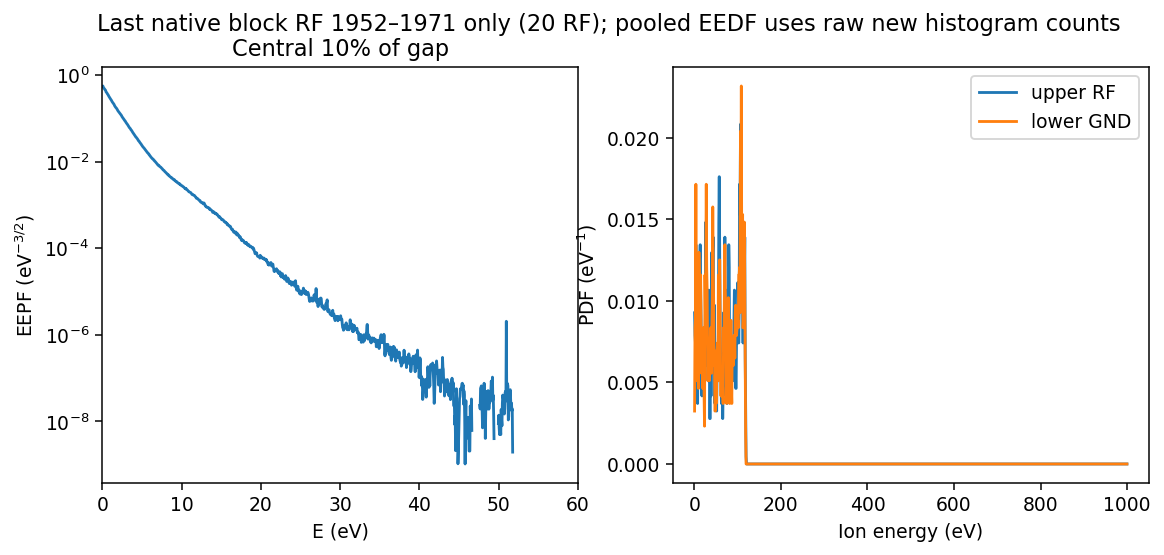 Last native block RF 1952–1971 only (20 RF); pooled EEDF uses raw new histogram counts
Central 10% of gap
10⁰
10⁻²
10⁻⁴
10⁻⁶
10⁻⁸
EEPF (eV⁻³/²)
0 10 20 30 40 50 60
E (eV)
upper RF
lower GND
0.020
0.015
0.010
0.005
0.000
PDF (eV⁻¹)
0 200 400 600 800 1000
Ion energy (eV)